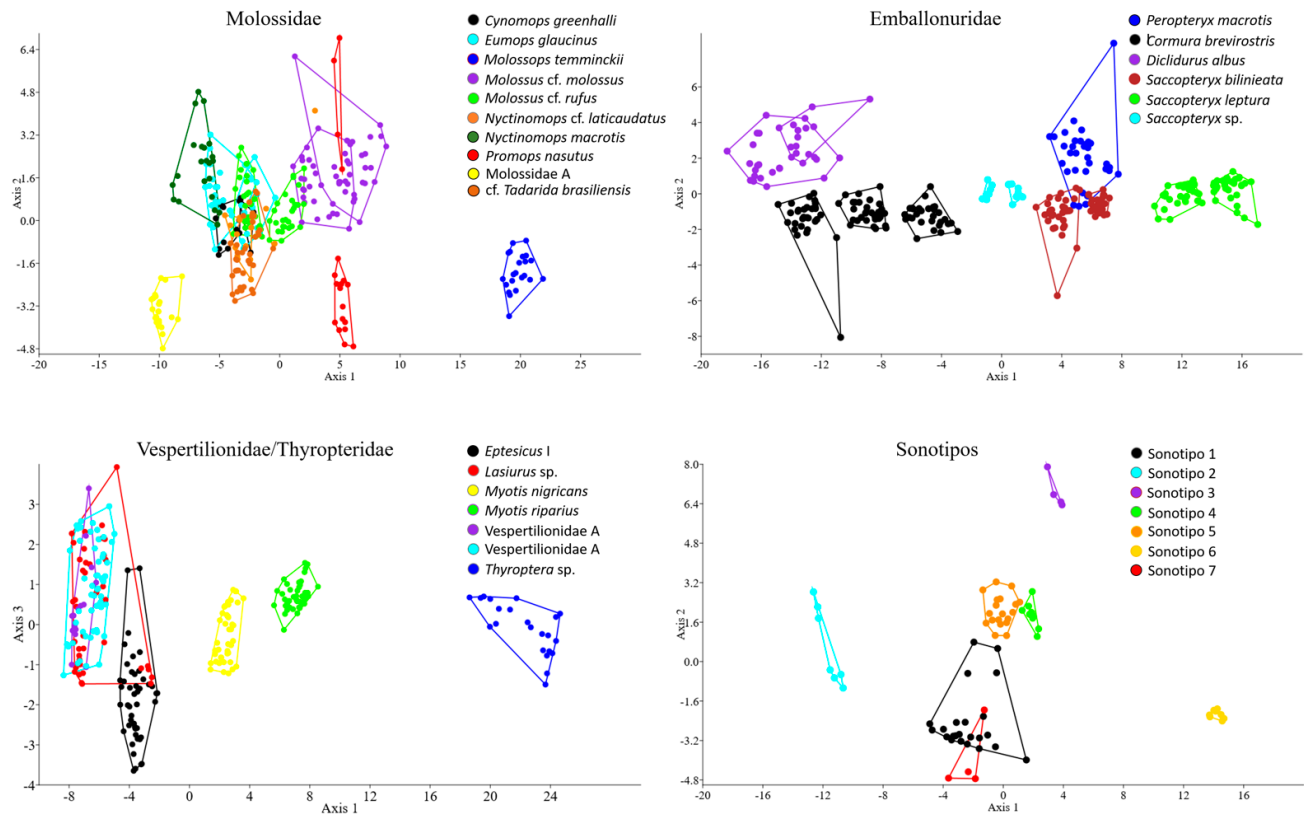 Molossidae
Cynomops greenhalli
Eumops glaucinus
Molossops temminckii
Molossus cf. molossus
Molossus cf. rufus
Nyctinomops cf. laticaudatus
Nyctinomops macrotis
Promops nasutus
Molossidae A
cf. Tadarida brasiliensis
6.4
4.8
3.2
1.6
0.0
-1.6
-3.2
-4.8
Axis 2
-20 -15 -10 -5 0 5 10 15 20 25
Axis 1
Emballonuridae
Peropteryx macrotis
Cormura brevirostris
Diclidurus albus
Saccopteryx bilinieata
Saccopteryx leptura
Saccopteryx sp.
6
4
2
0
-2
-4
-6
-8
Axis 2
-20 -16 -12 -8 -4 0 4 8 12 16
Axis 1
Vespertilionidae/Thyropteridae
Eptesicus I
Lasiurus sp.
Myotis nigricans
Myotis riparius
Vespertilionidae A
Vespertilionidae A
Thyroptera sp.
3
2
1
0
-1
-2
-3
-4
Axis 3
-8 -4 0 4 8 12 16 20 24
Axis 1
Sonotipos
Sonotipo 1
Sonotipo 2
Sonotipo 3
Sonotipo 4
Sonotipo 5
Sonotipo 6
Sonotipo 7
8.0
6.4
4.8
3.2
1.6
0.0
-1.6
-3.2
-4.8
Axis 2
-20 -16 -12 -8 -4 0 4 8 12 16
Axis 1